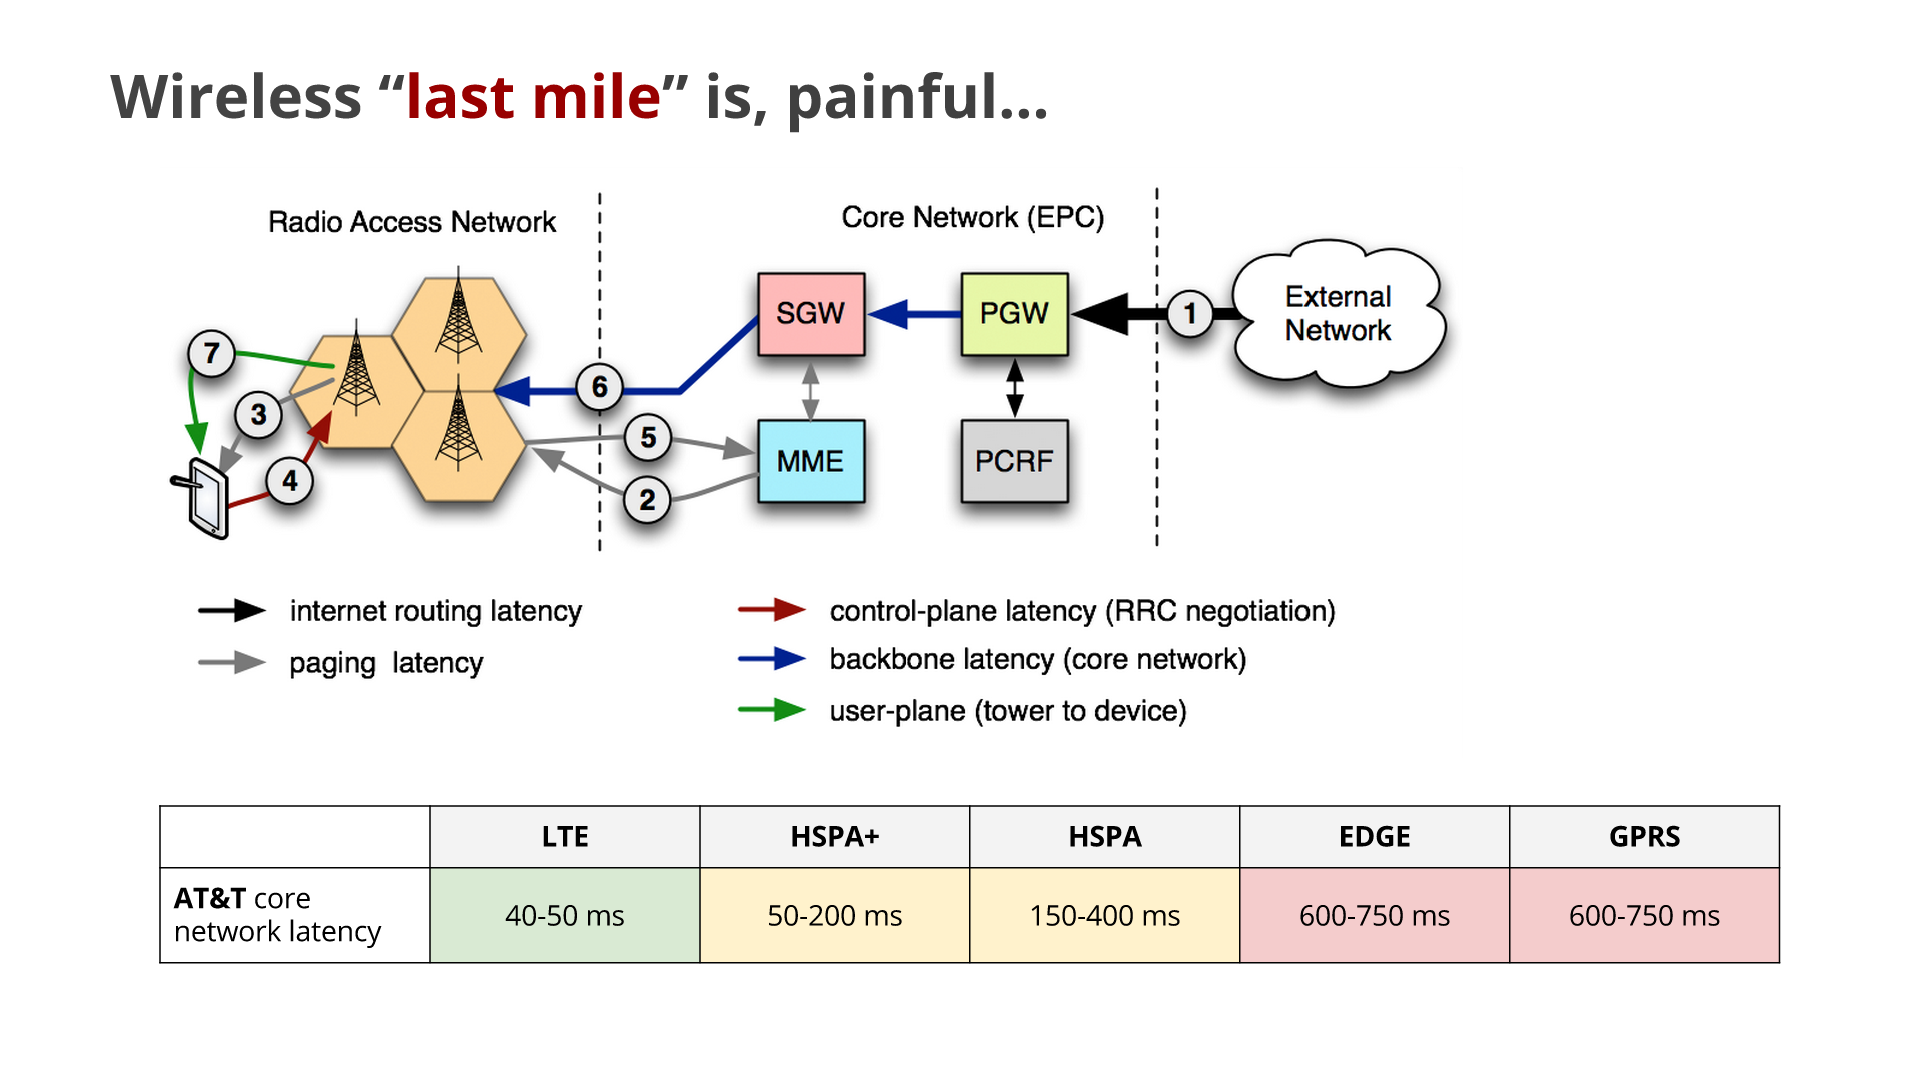 Wireless “last mile” is, painful...
Radio Access Network
Core Network (EPC)
External
Network
SGW
PGW
1
7
6
3
5
MME
PCRF
4
2
internet routing latency
control-plane latency (RRC negotiation)
paging latency
backbone latency (core network)
user-plane (tower to device)
LTE HSPA+ HSPA EDGE GPRS
AT&T core
network latency
40-50 ms 50-200 ms 150-400 ms 600-750 ms 600-750 ms